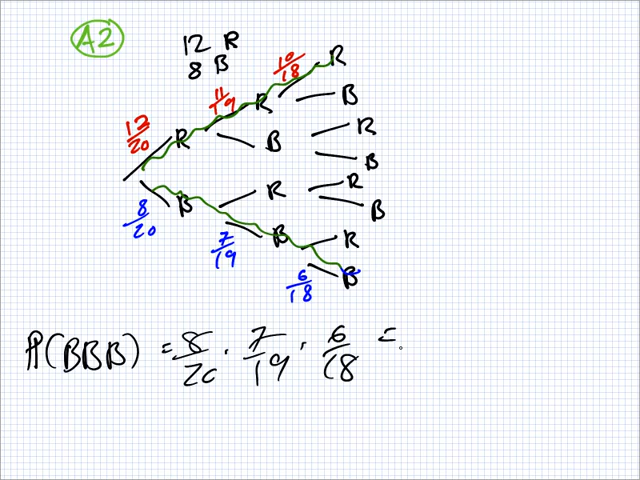 A2
12 R
8 B
12/20 R 11/19 R 10/18 R
B
B R
B
8/20 B R R
B
7/19 B R
6/18 B
P(BBB) = 8/20 · 7/19 · 6/18 =